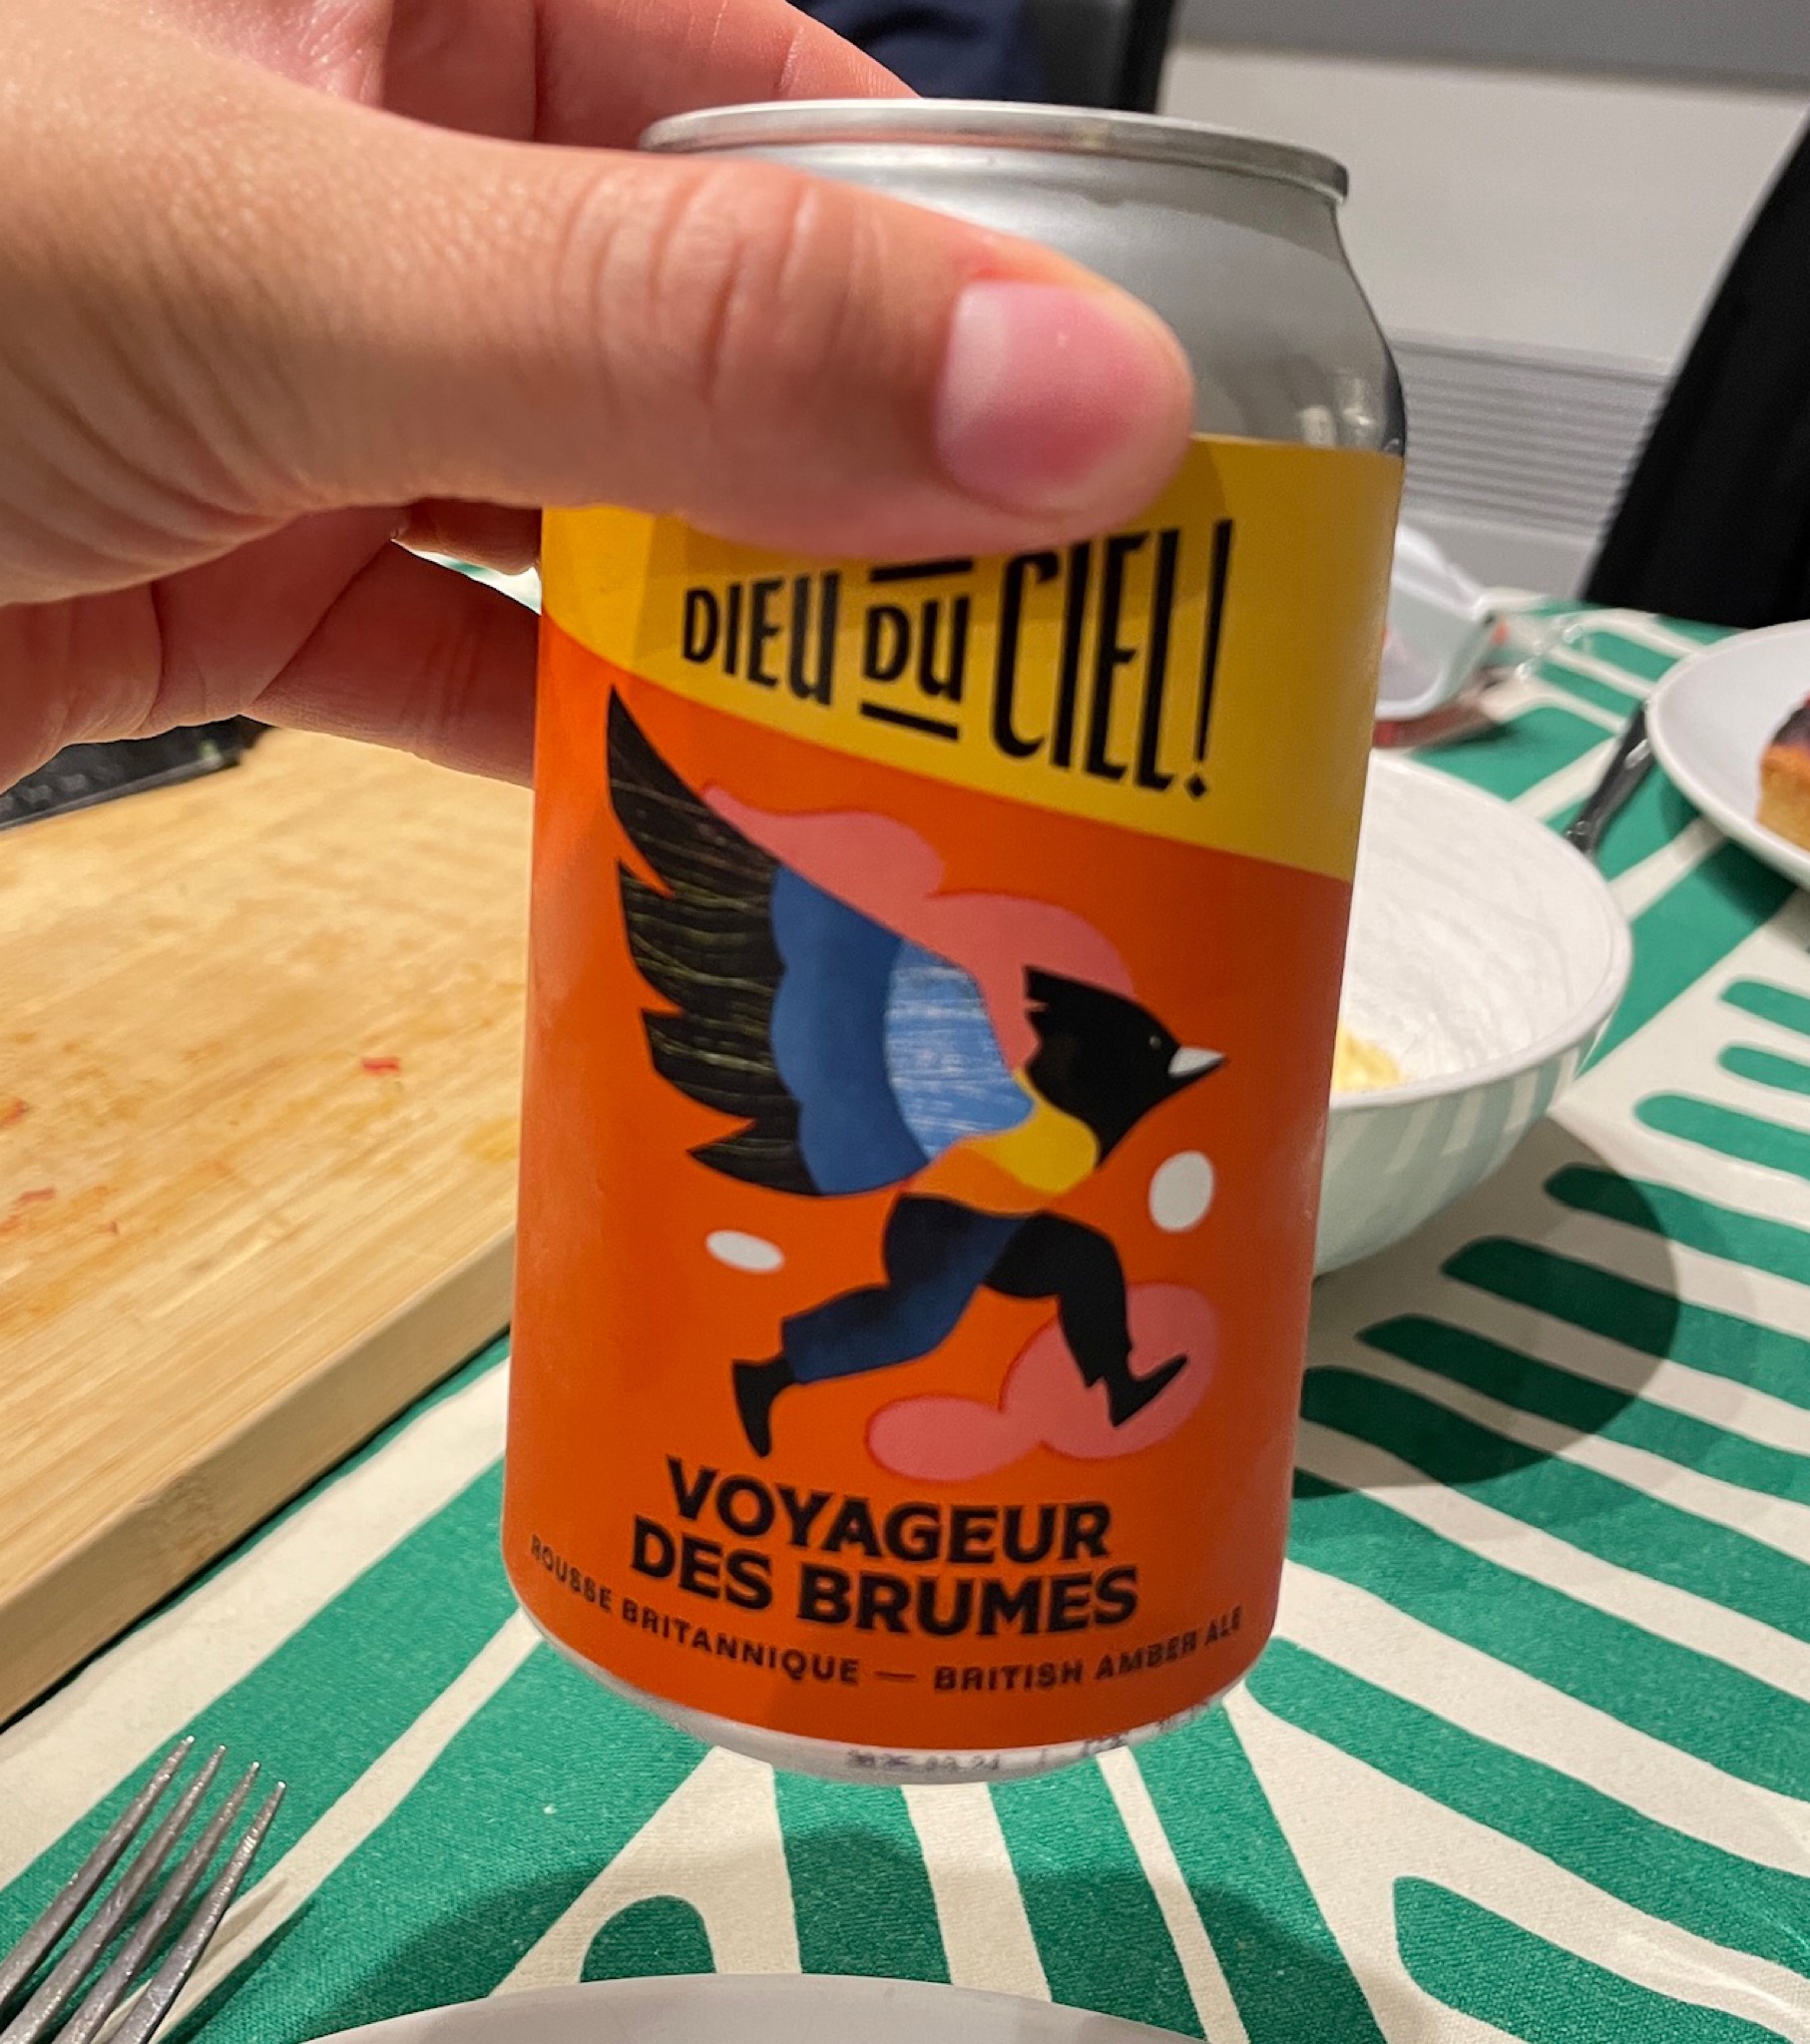 DIEU DU CIEL!
VOYAGEUR
DES BRUMES
ROUSSE BRITANNIQUE — BRITISH AMBER ALE